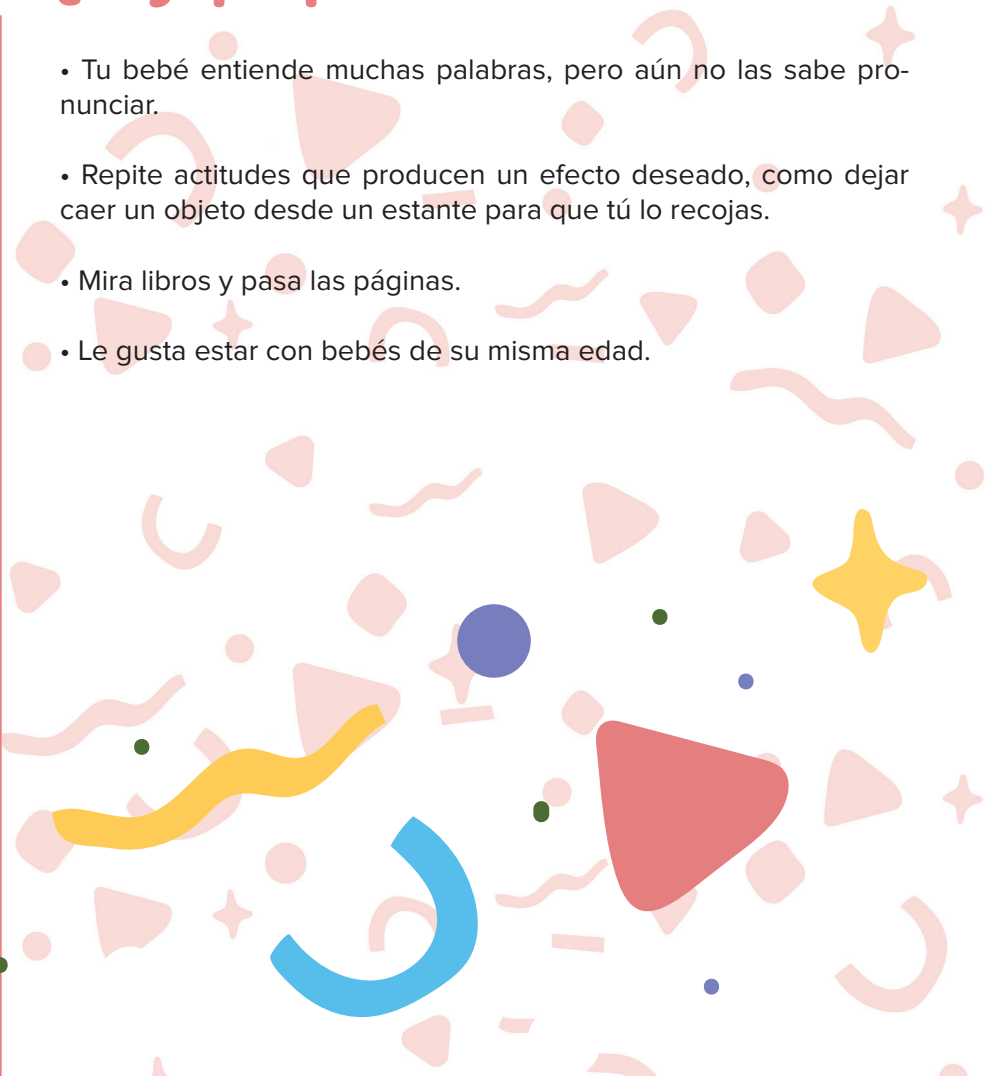 • Tu bebé entiende muchas palabras, pero aún no las sabe pro-
nunciar.
• Repite actitudes que producen un efecto deseado, como dejar
caer un objeto desde un estante para que tú lo recojas.
• Mira libros y pasa las páginas.
• Le gusta estar con bebés de su misma edad.